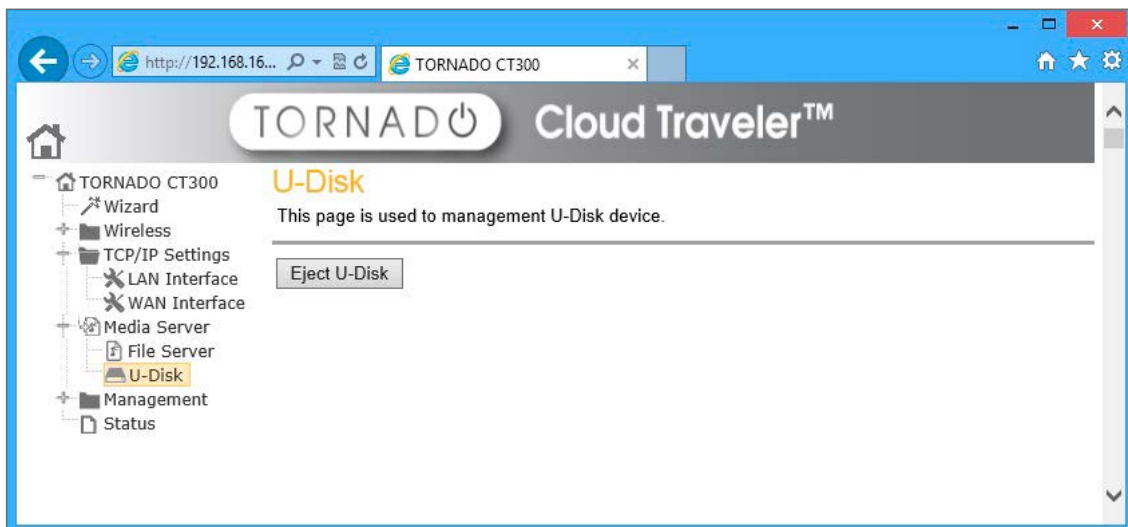 http://192.168.16... TORNADO CT300
TORNADO Cloud Traveler™
TORNADO CT300
Wizard
Wireless
TCP/IP Settings
LAN Interface
WAN Interface
Media Server
File Server
U-Disk
Management
Status
U-Disk
This page is used to management U-Disk device.
Eject U-Disk